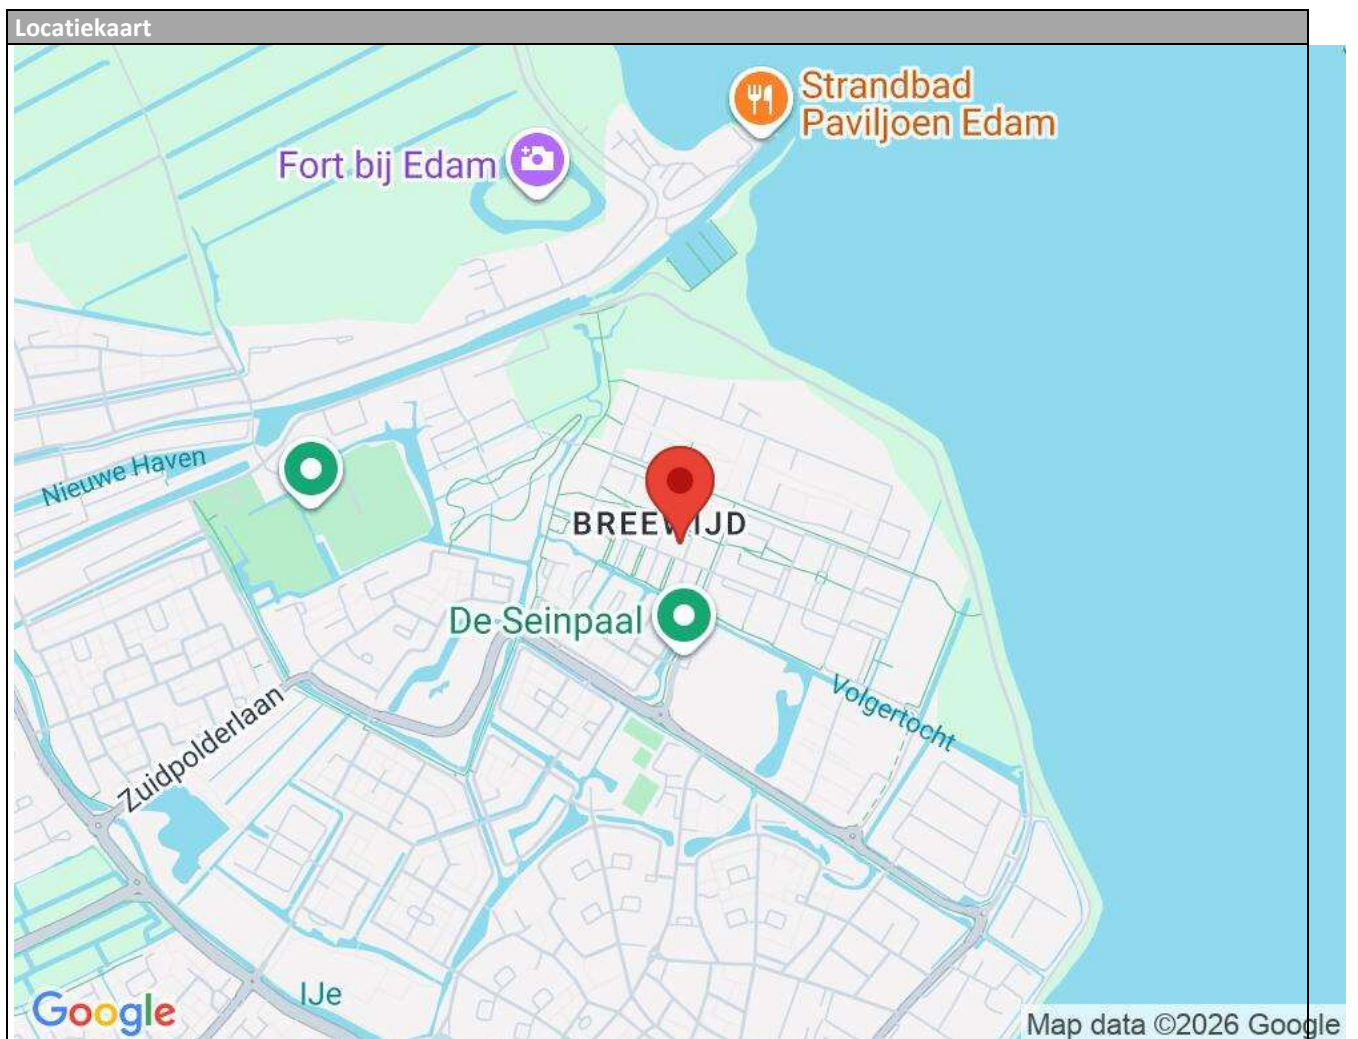 Locatiekaart
Strandbad
Paviljoen Edam
Fort bij Edam
Nieuwe Haven
BREEWIJD
De Seinpaal
Volgertocht
Zuidpolderlaan
IJe
Google
Map data ©2026 Google